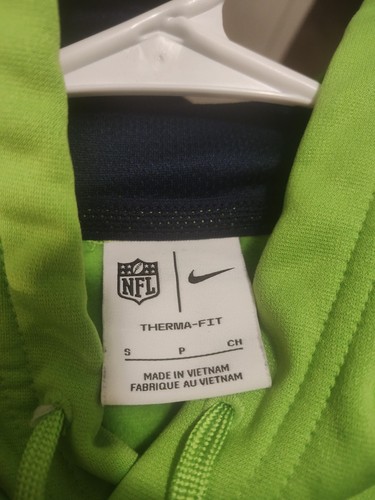 NFL
THERMA-FIT
S P CH
MADE IN VIETNAM
FABRIQUE AU VIETNAM